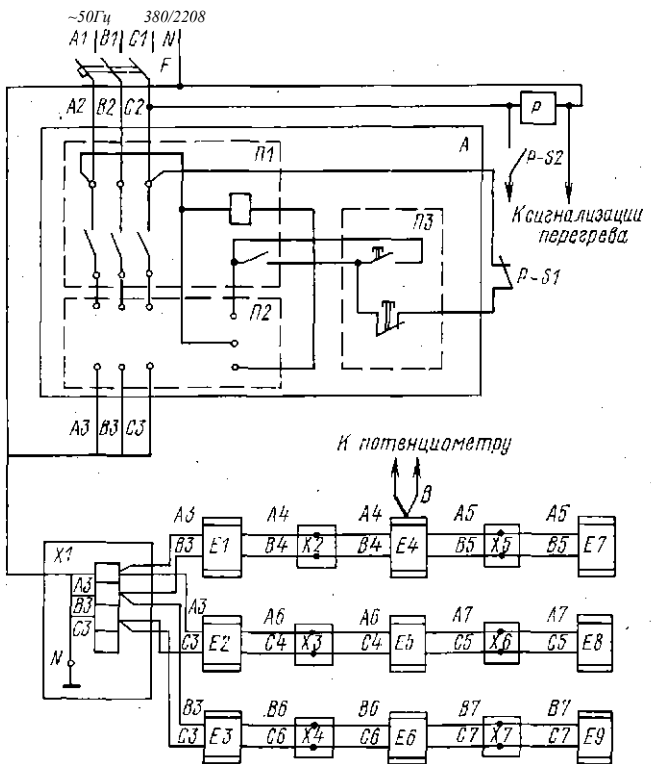 ~50Гц 380/2208
A1 B1 C1 N
F
A2 B2 C2
P
П1
A
P-S2
П3
К сигнализации
перегрева
P-S1
П2
A3 B3 C3
К потенциометру
B
A3 A4 A4 A5 A6
X1 B3 E1 B4 X2 B4 E4 B5 X5 B5 E7
A3
B3 A3 A6 A6 A7 A7
C3 C3 E2 C4 X3 C4 E5 C5 X6 C5 E8
N
B3 B6 B6 B7 B7
C3 E3 C6 X4 C6 E6 C7 X7 C7 E9